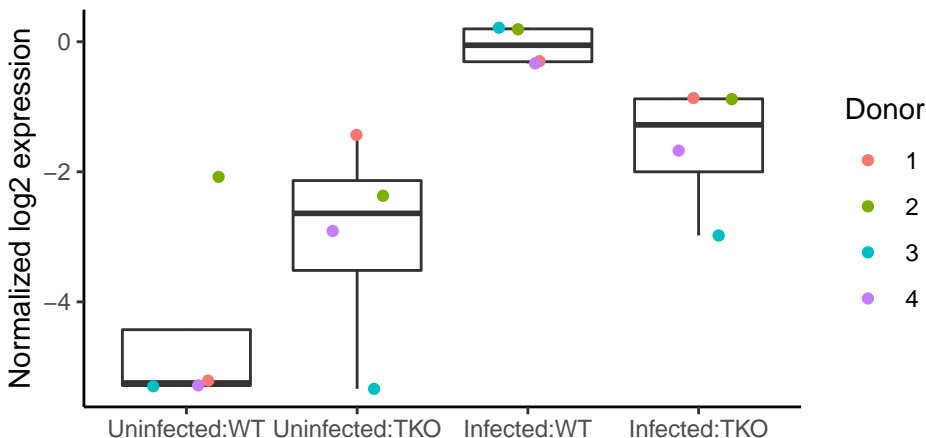 Normalized log2 expression
0
−2
−4
Uninfected:WT
Uninfected:TKO
Infected:WT
Infected:TKO
Donor
1
2
3
4